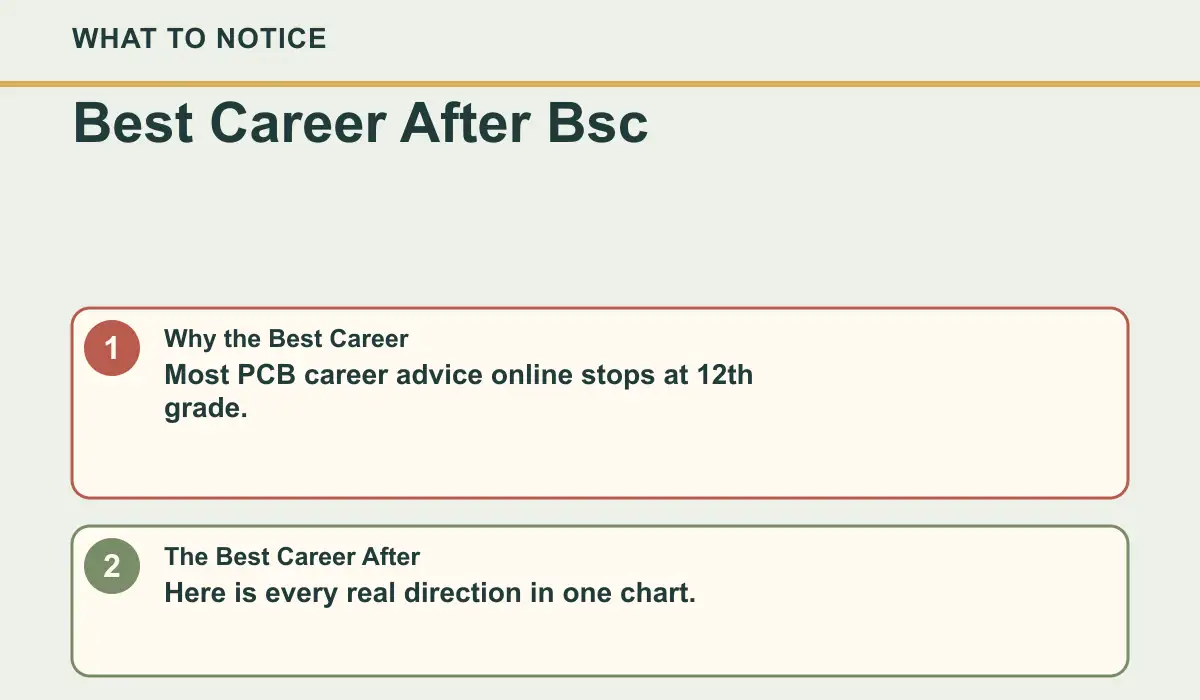 WHAT TO NOTICE
Best Career After Bsc
1
Why the Best Career
Most PCB career advice online stops at 12th
grade.
2
The Best Career After
Here is every real direction in one chart.